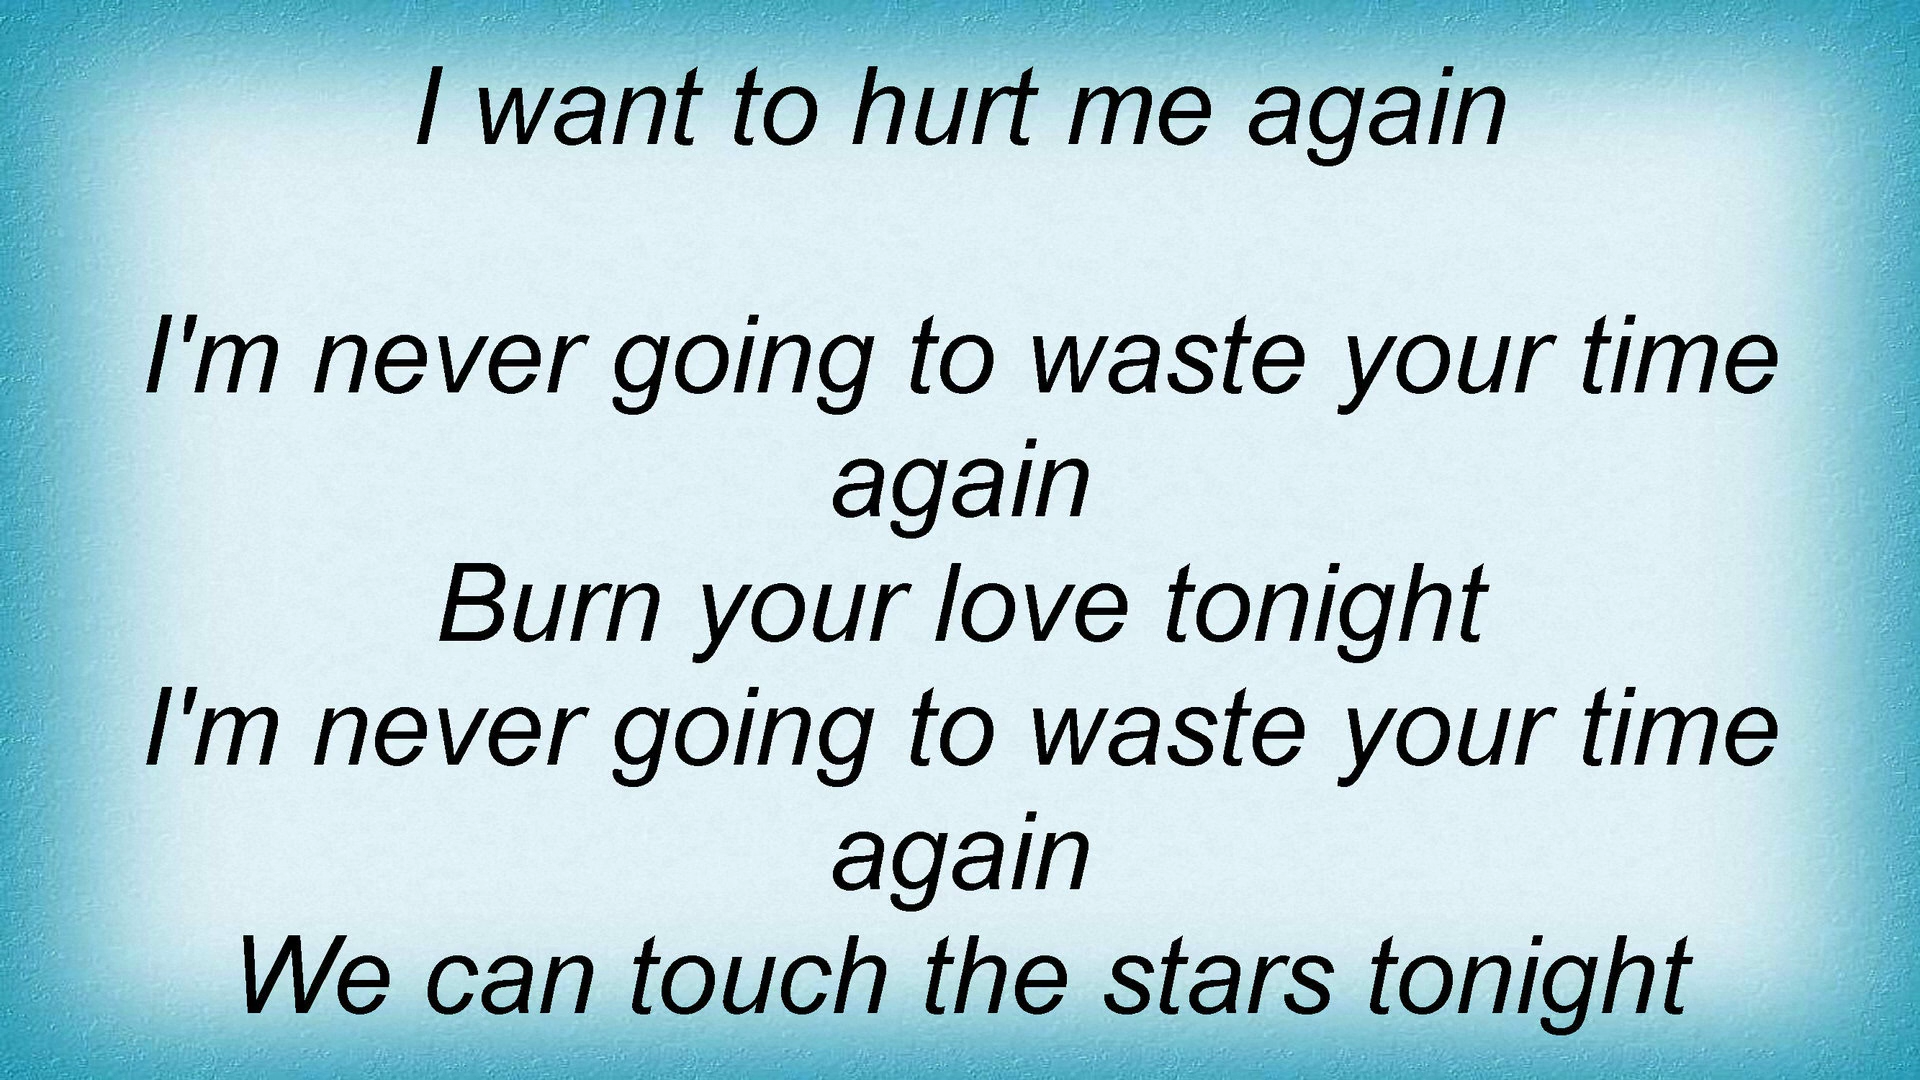 I want to hurt me again
I'm never going to waste your time
again
Burn your love tonight
I'm never going to waste your time
again
We can touch the stars tonight